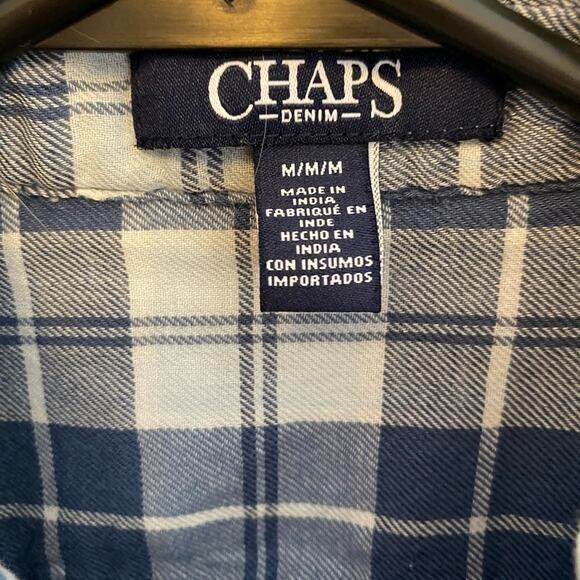 CHAPS
DENIM
M/M/M
MADE IN
INDIA
FABRIQUÉ EN
INDE
HECHO EN
INDIA
CON INSUMOS
IMPORTADOS